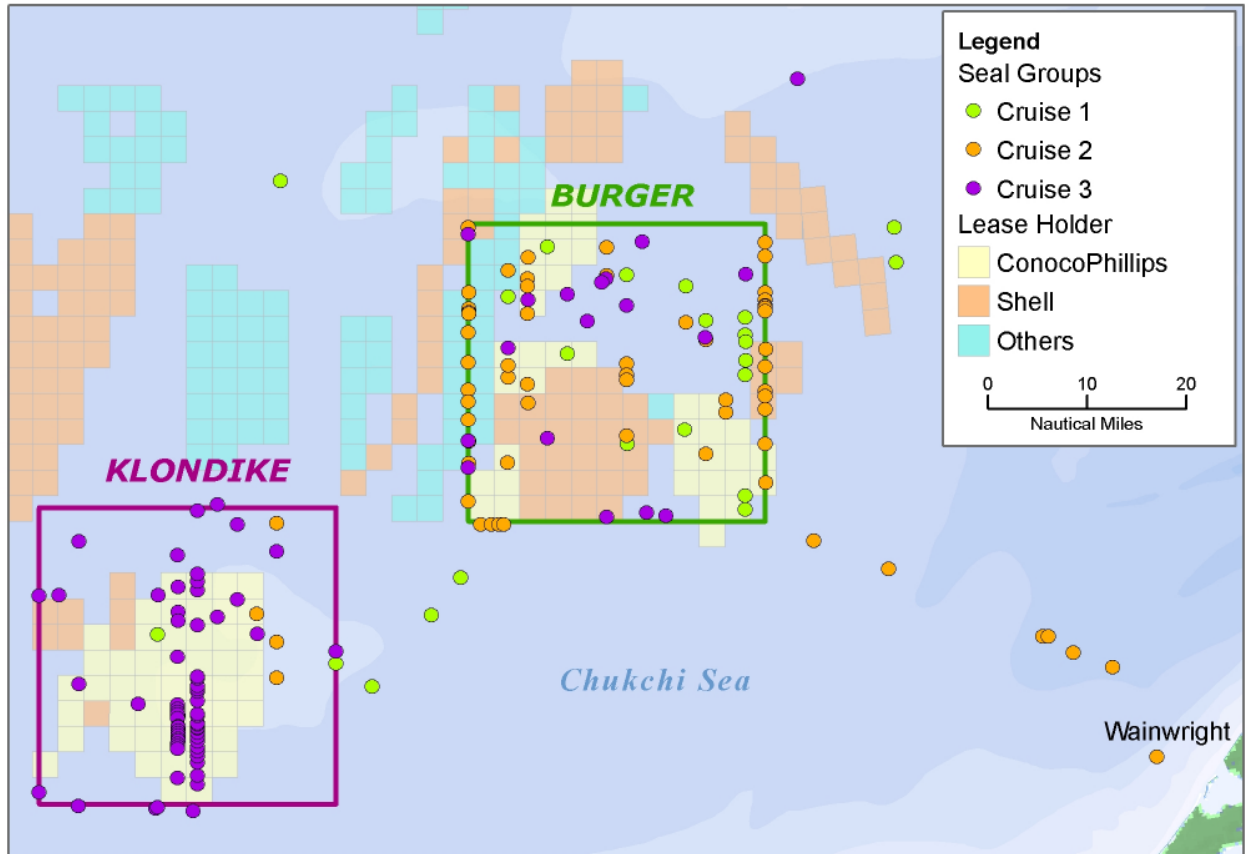 Legend
Seal Groups
Cruise 1
Cruise 2
Cruise 3
Lease Holder
ConocoPhillips
Shell
Others
0 10 20
Nautical Miles
BURGER
KLONDIKE
Chukchi Sea
Wainwright